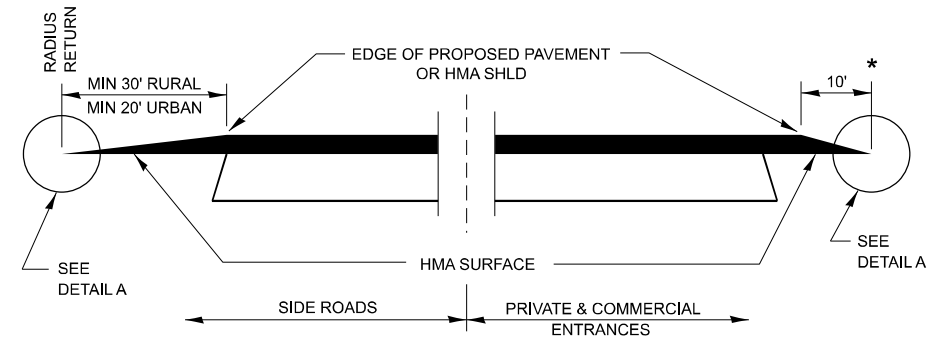 RADIUS
RETURN
MIN 30' RURAL
MIN 20' URBAN
EDGE OF PROPOSED PAVEMENT
OR HMA SHLD
10'
*
SEE
DETAIL A
HMA SURFACE
SEE
DETAIL A
SIDE ROADS
PRIVATE & COMMERCIAL
ENTRANCES